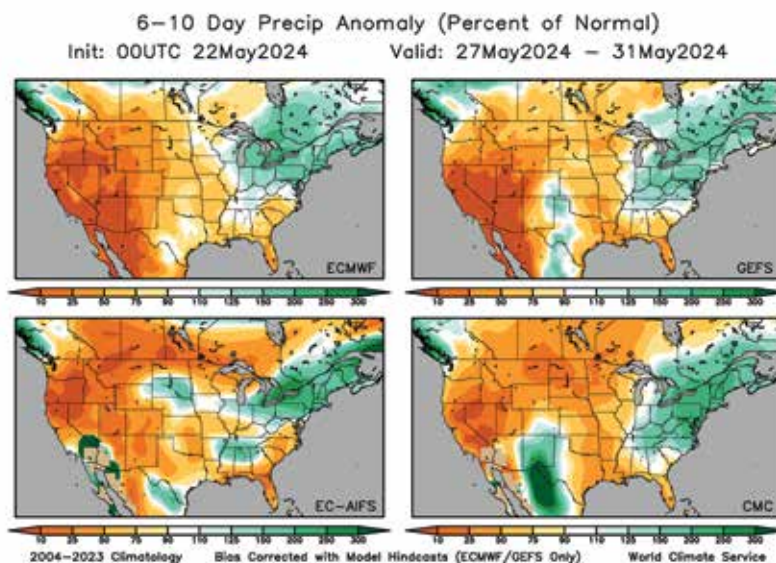 6-10 Day Precip Anomaly (Percent of Normal)
Init: 00UTC 22May2024 Valid: 27May2024 - 31May2024
ECMWF
GEFS
10 25 50 75 90 110 125 150 200 250 300
10 25 50 75 90 110 125 150 200 250 300
EC-AIFS
CMC
10 25 50 75 90 110 125 150 200 250 300
10 25 50 75 90 110 125 150 200 250 300
2004-2023 Climatology Bias Corrected with Model Hindcasts (ECMWF/GEFS Only) World Climate Service